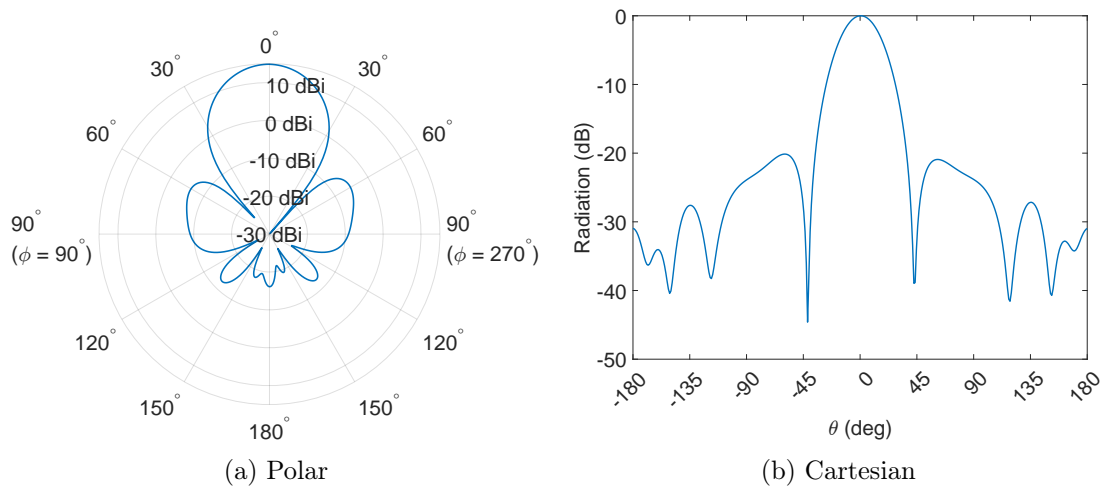 0°
30°
30°
10 dBi
60°
0 dBi
60°
-10 dBi
-20 dBi
90°
-30 dBi
90°
(ϕ = 90°)
(ϕ = 270°)
120°
120°
150°
150°
180°
(a) Polar
0
-10
-20
-30
-40
-50
Radiation (dB)
-180
-135
-90
-45
0
45
90
135
180
θ (deg)
(b) Cartesian